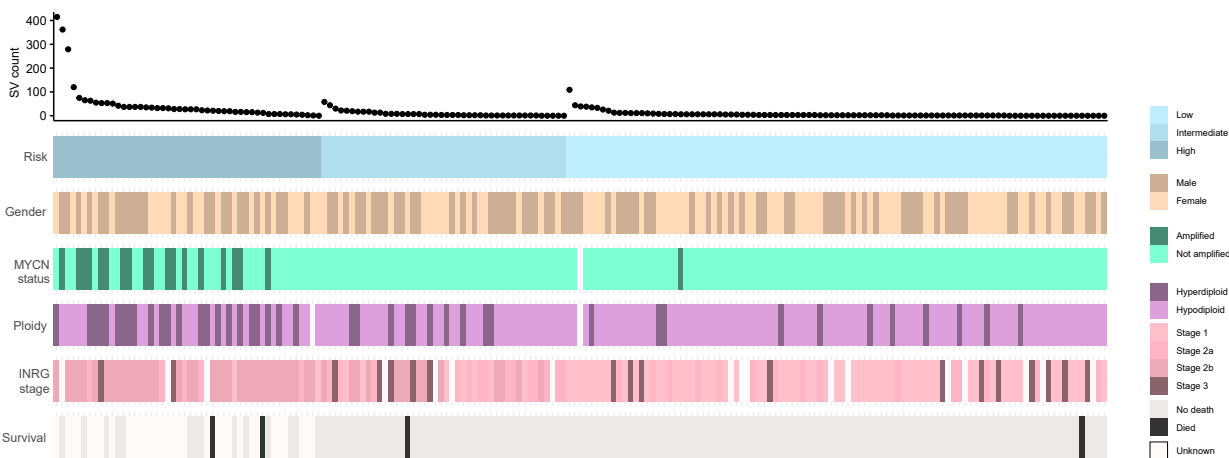 400
300
200
100
0
SV count
Risk
Gender
MYCN
status
Ploidy
INRG
stage
Survival
Low
Intermediate
High
Male
Female
Amplified
Not amplified
Hyperdiploid
Hypodiploid
Stage 1
Stage 2a
Stage 2b
Stage 3
No death
Died
Unknown